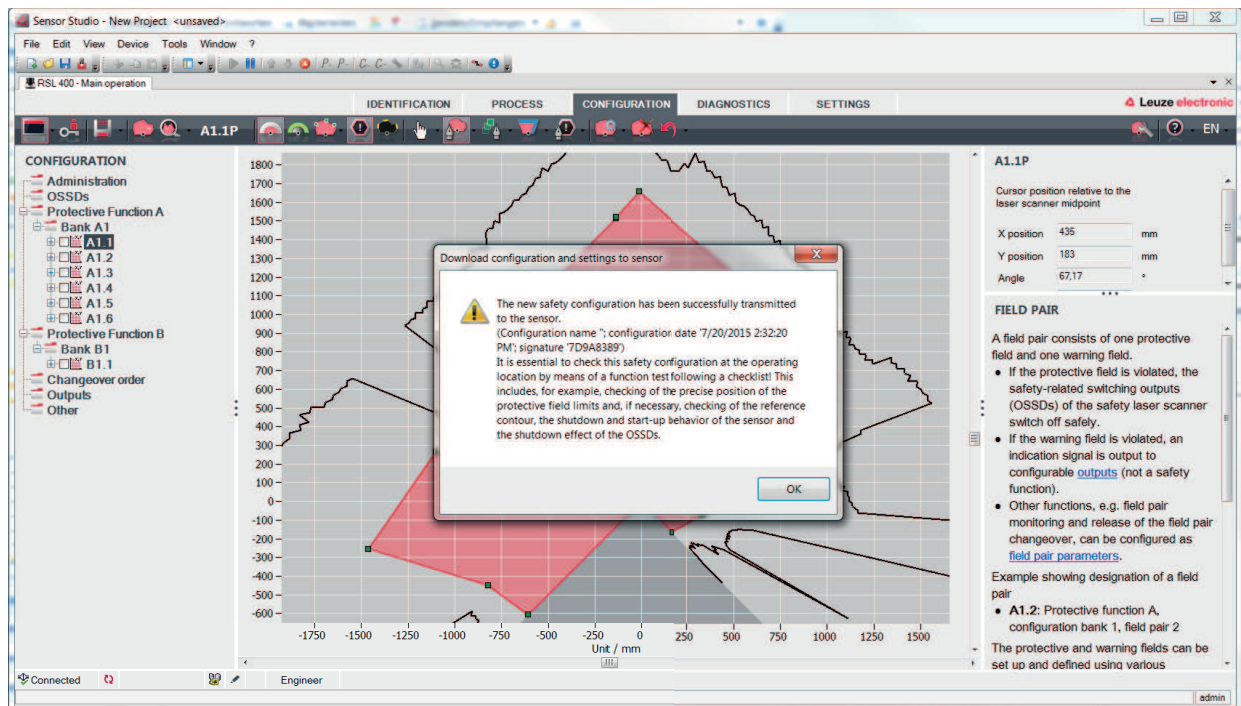 Sensor Studio - New Project <unsaved>
File Edit View Device Tools Window ?
RSL 400 - Main operation
IDENTIFICATION PROCESS CONFIGURATION DIAGNOSTICS SETTINGS
Leuze electronic
A1.1P
EN
CONFIGURATION
Administration
OSSDs
Protective Function A
Bank A1
A1.1
A1.2
A1.3
A1.4
A1.5
A1.6
Protective Function B
Bank B1
B1.1
Changeover order
Outputs
Other
1800
1700
1600
1500
1400
1300
1200
1100
1000
900
800
700
600
500
400
300
200
100
0
-100
-200
-300
-400
-500
-600
-1750 -1500 -1250 -1000 -750 -500 -250 0 250 500 750 1000 1250 1500
Unit / mm
Download configuration and settings to sensor
The new safety configuration has been successfully transmitted
to the sensor.
(Configuration name ''; configuration date '7/20/2015 2:32:20
PM'; signature '7D9A8389')
It is essential to check this safety configuration at the operating
location by means of a function test following a checklist! This
includes, for example, checking of the precise position of the
protective field limits and, if necessary, checking of the reference
contour, the shutdown and start-up behavior of the sensor and
the shutdown effect of the OSSDs.
OK
A1.1P
Cursor position relative to the
laser scanner midpoint
X position 435 mm
Y position 183 mm
Angle 67,17 °
FIELD PAIR
A field pair consists of one protective
field and one warning field.
• If the protective field is violated, the
safety-related switching outputs
(OSSDs) of the safety laser scanner
switch off safely.
• If the warning field is violated, an
indication signal is output to
configurable outputs (not a safety
function).
• Other functions, e.g. field pair
monitoring and release of the field pair
changeover, can be configured as
field pair parameters.
Example showing designation of a field
pair
• A1.2: Protective function A,
configuration bank 1, field pair 2
The protective and warning fields can be
set up and defined using various
Connected
Engineer
admin